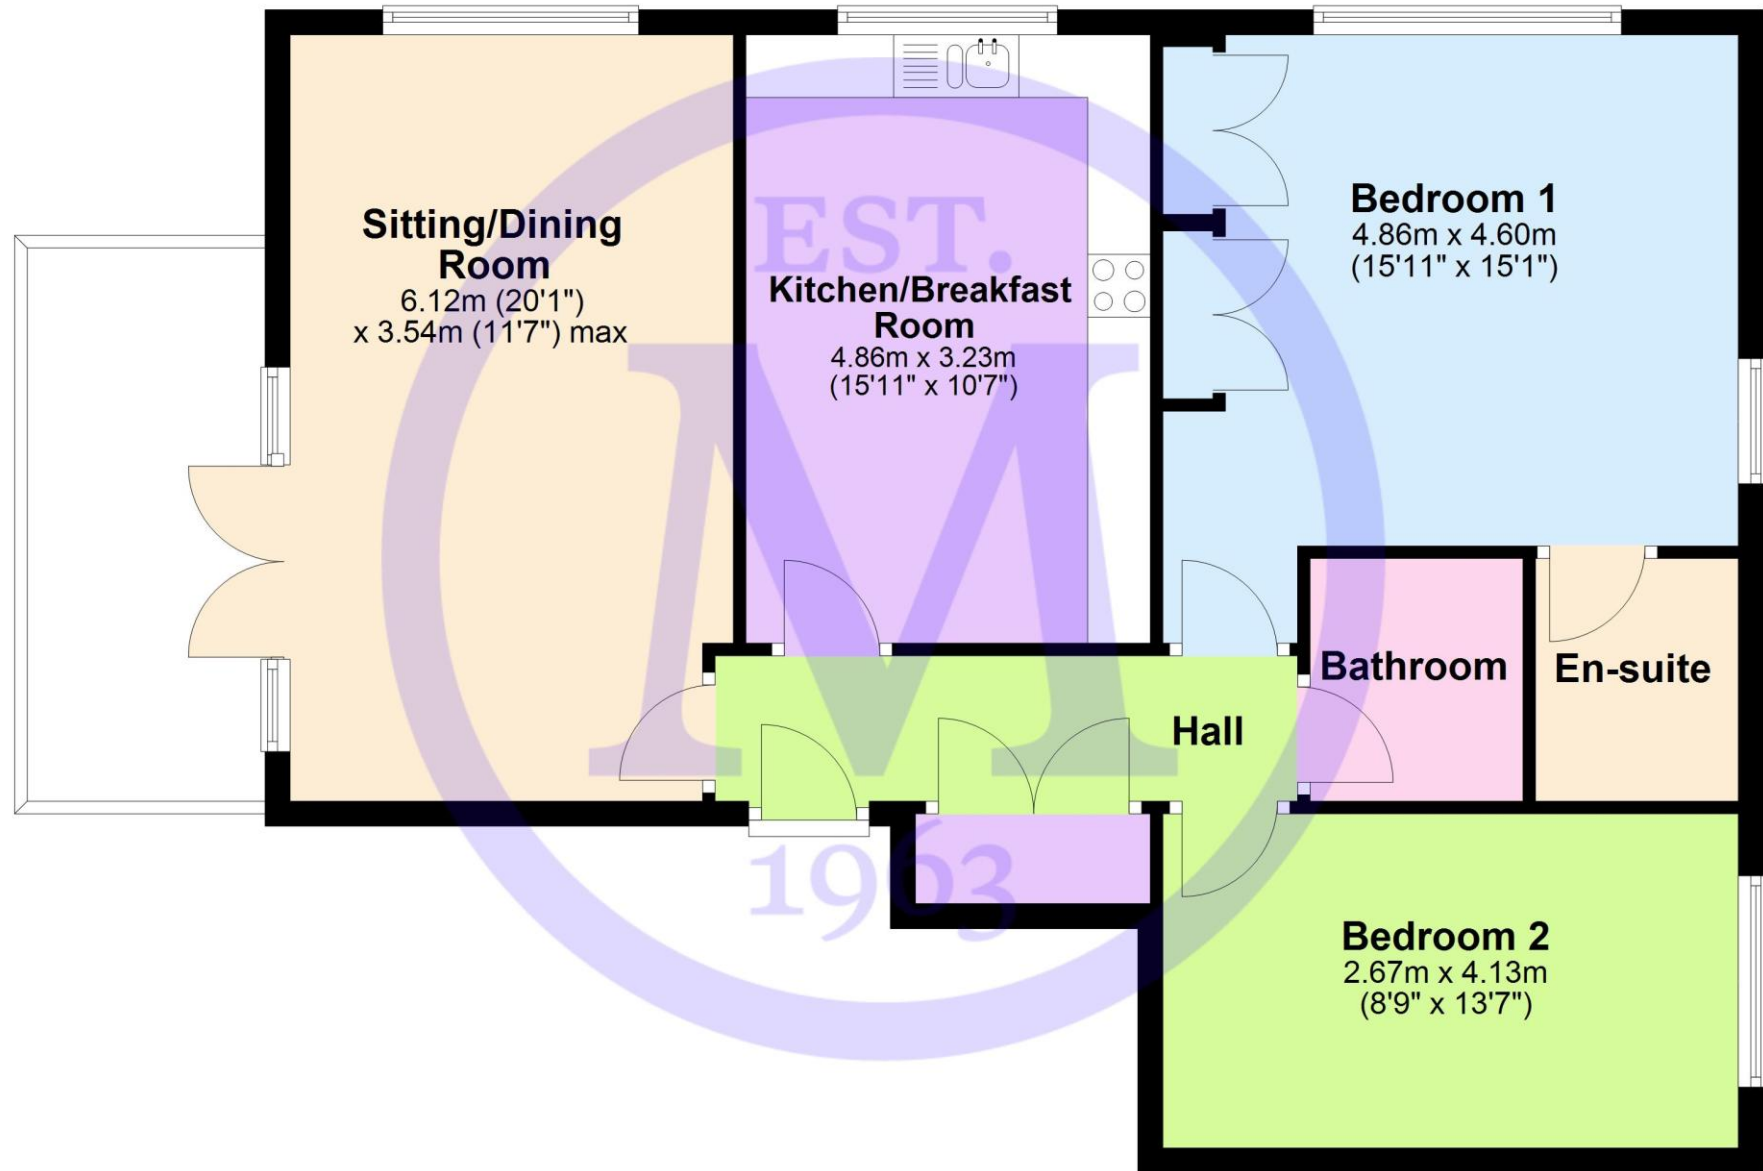 Sitting/Dining
Room
6.12m (20'1")
x 3.54m (11'7") max
EST.
Kitchen/Breakfast
Room
4.86m x 3.23m
(15'11" x 10'7")
Bedroom 1
4.86m x 4.60m
(15'11" x 15'1")
M
Bathroom
En-suite
Hall
1963
Bedroom 2
2.67m x 4.13m
(8'9" x 13'7")